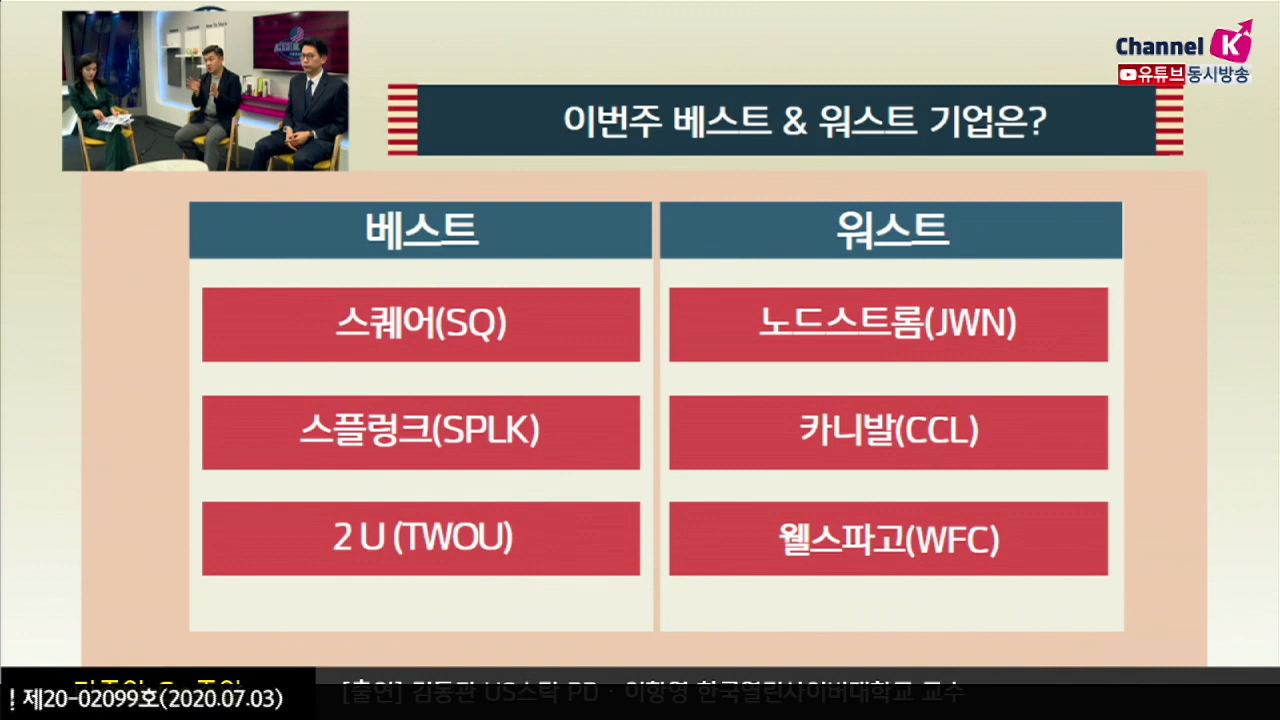 Channel K
유튜브동시방송
이번주 베스트 & 워스트 기업은?
베스트
워스트
스퀘어(SQ)
노드스트롬(JWN)
스플렁크(SPLK)
카니발(CCL)
2 U (TWOU)
웰스파고(WFC)
[출연] 김동관 US스탁 PD · 이항영 한국열린사이버대학교 교수
! 제20-02099호(2020.07.03)